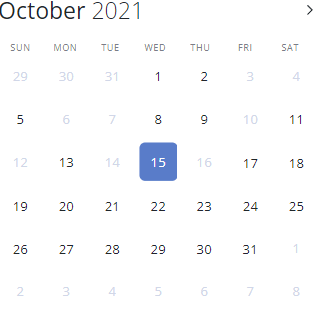 October 2021
SUN MON TUE WED THU FRI SAT
29 30 31 1 2 3 4
5 6 7 8 9 10 11
12 13 14 15 16 17 18
19 20 21 22 23 24 25
26 27 28 29 30 31 1
2 3 4 5 6 7 8